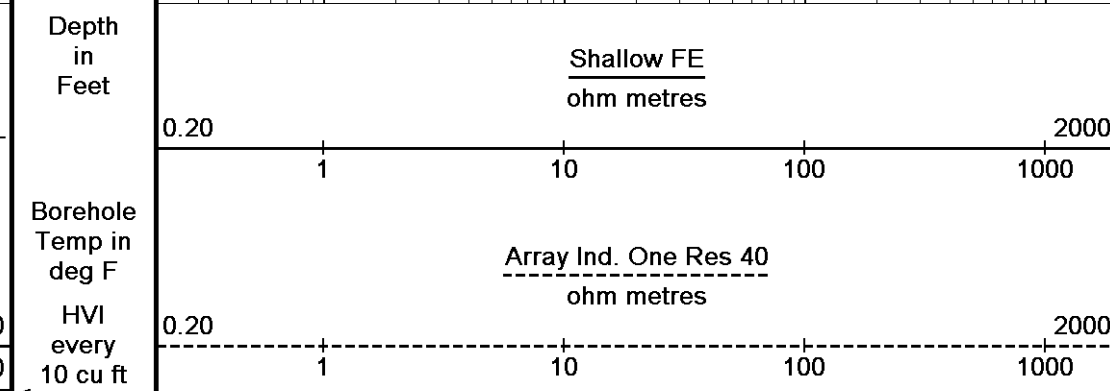 Depth
in
Feet
Shallow FE
ohm metres
0.20 2000
1 10 100 1000
Borehole
Temp in
deg F
HVI
every
10 cu ft
Array Ind. One Res 40
ohm metres
0.20 2000
1 10 100 1000